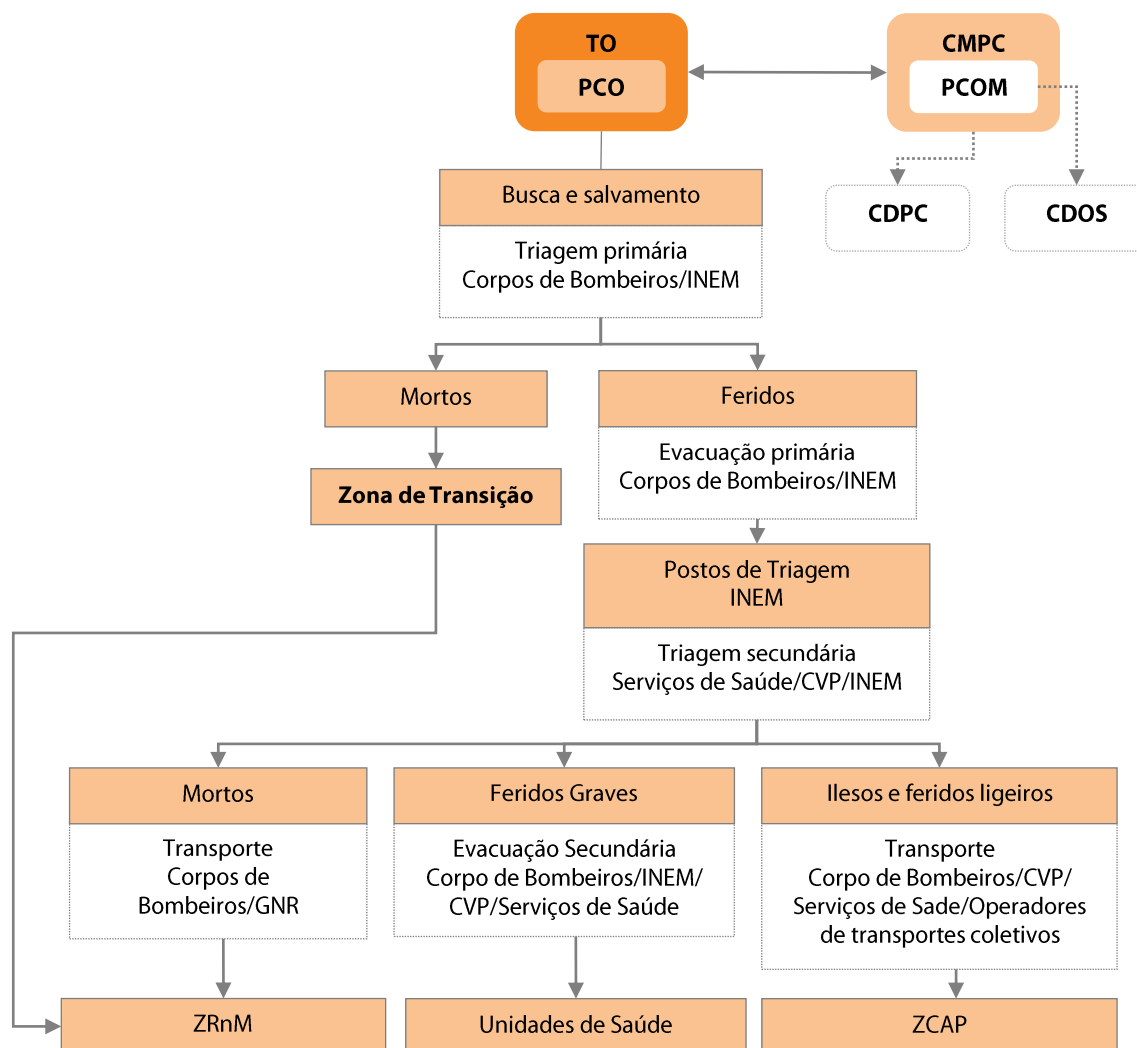 TO
PCO
CMPC
PCOM
CDPC
CDOS
Busca e salvamento
Triagem primária
Corpos de Bombeiros/INEM
Mortos
Feridos
Evacuação primária
Corpos de Bombeiros/INEM
Zona de Transição
Postos de Triagem
INEM
Triagem secundária
Serviços de Saúde/CVP/INEM
Mortos
Transporte
Corpos de
Bombeiros/GNR
Feridos Graves
Evacuação Secundária
Corpo de Bombeiros/INEM/
CVP/Serviços de Saúde
Ilesos e feridos ligeiros
Transporte
Corpo de Bombeiros/CVP/
Serviços de Sade/Operadores
de transportes coletivos
ZRnM
Unidades de Saúde
ZCAP